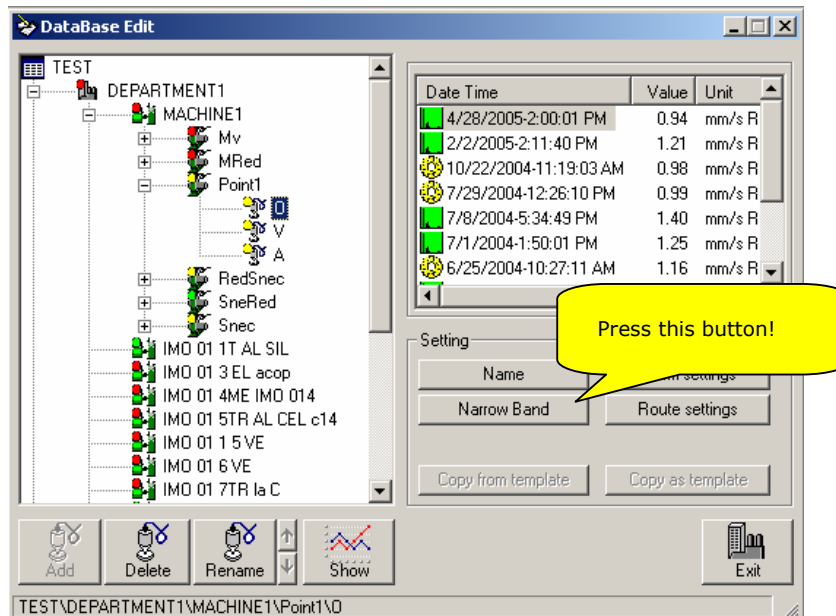 DataBase Edit
TEST
DEPARTMENT1
MACHINE1
Mv
MRed
Point1
O
V
A
RedSnec
SneRed
Snec
IMO 01 1T AL SIL
IMO 01 3 EL acop
IMO 01 4ME IMO 014
IMO 01 5TR AL CEL c14
IMO 01 1 5 VE
IMO 01 6 VE
IMO 01 7TR la C
Date Time Value Unit
4/28/2005-2:00:01 PM 0.94 mm/s R
2/2/2005-2:11:40 PM 1.21 mm/s R
10/22/2004-11:19:03 AM 0.98 mm/s R
7/29/2004-12:26:10 PM 0.99 mm/s R
7/8/2004-5:34:49 PM 1.40 mm/s R
7/1/2004-1:50:01 PM 1.25 mm/s R
6/25/2004-10:27:11 AM 1.16 mm/s R
Press this button!
Setting
Name settings
Narrow Band Route settings
Copy from template Copy as template
Add Delete Rename Show Exit
TEST\DEPARTMENT1\MACHINE1\Point1\O